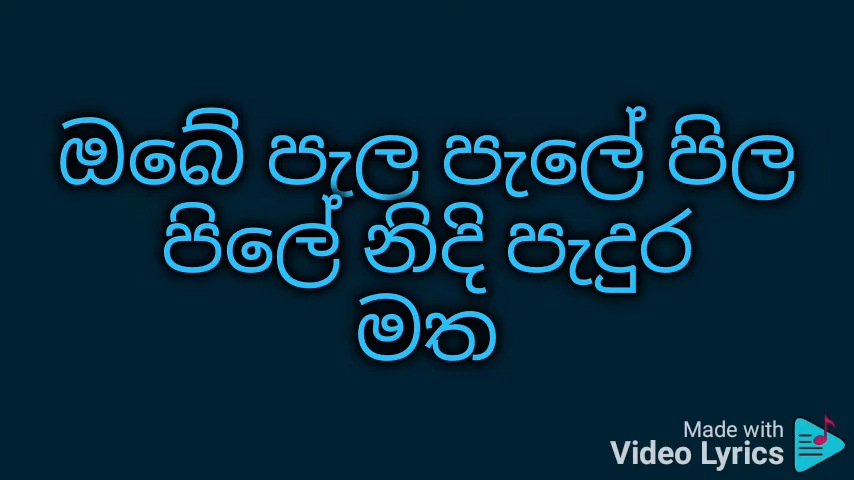 ඔබේ පැල පැලේ පිල
පිලේ නිදි පැදුර
මත
Made with
Video Lyrics